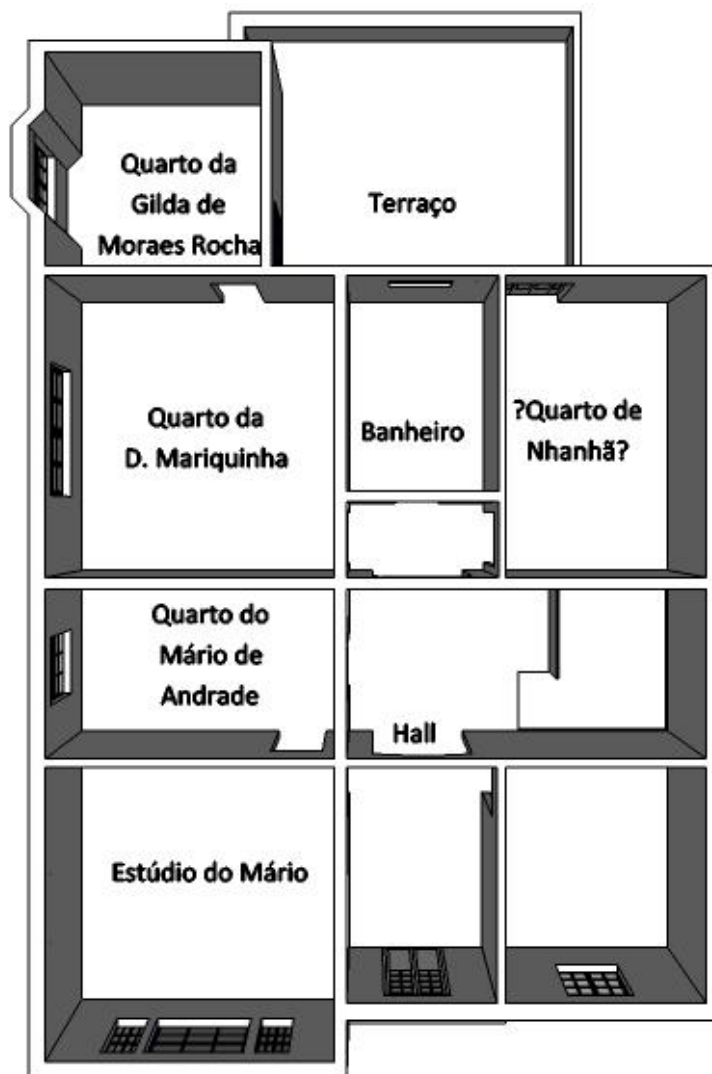 Quarto da
Gilda de
Moraes Rocha
Terraço
Quarto da
D. Mariquinha
Banheiro
?Quarto de
Nhanhã?
Quarto do
Mário de
Andrade
Hall
Estúdio do Mário